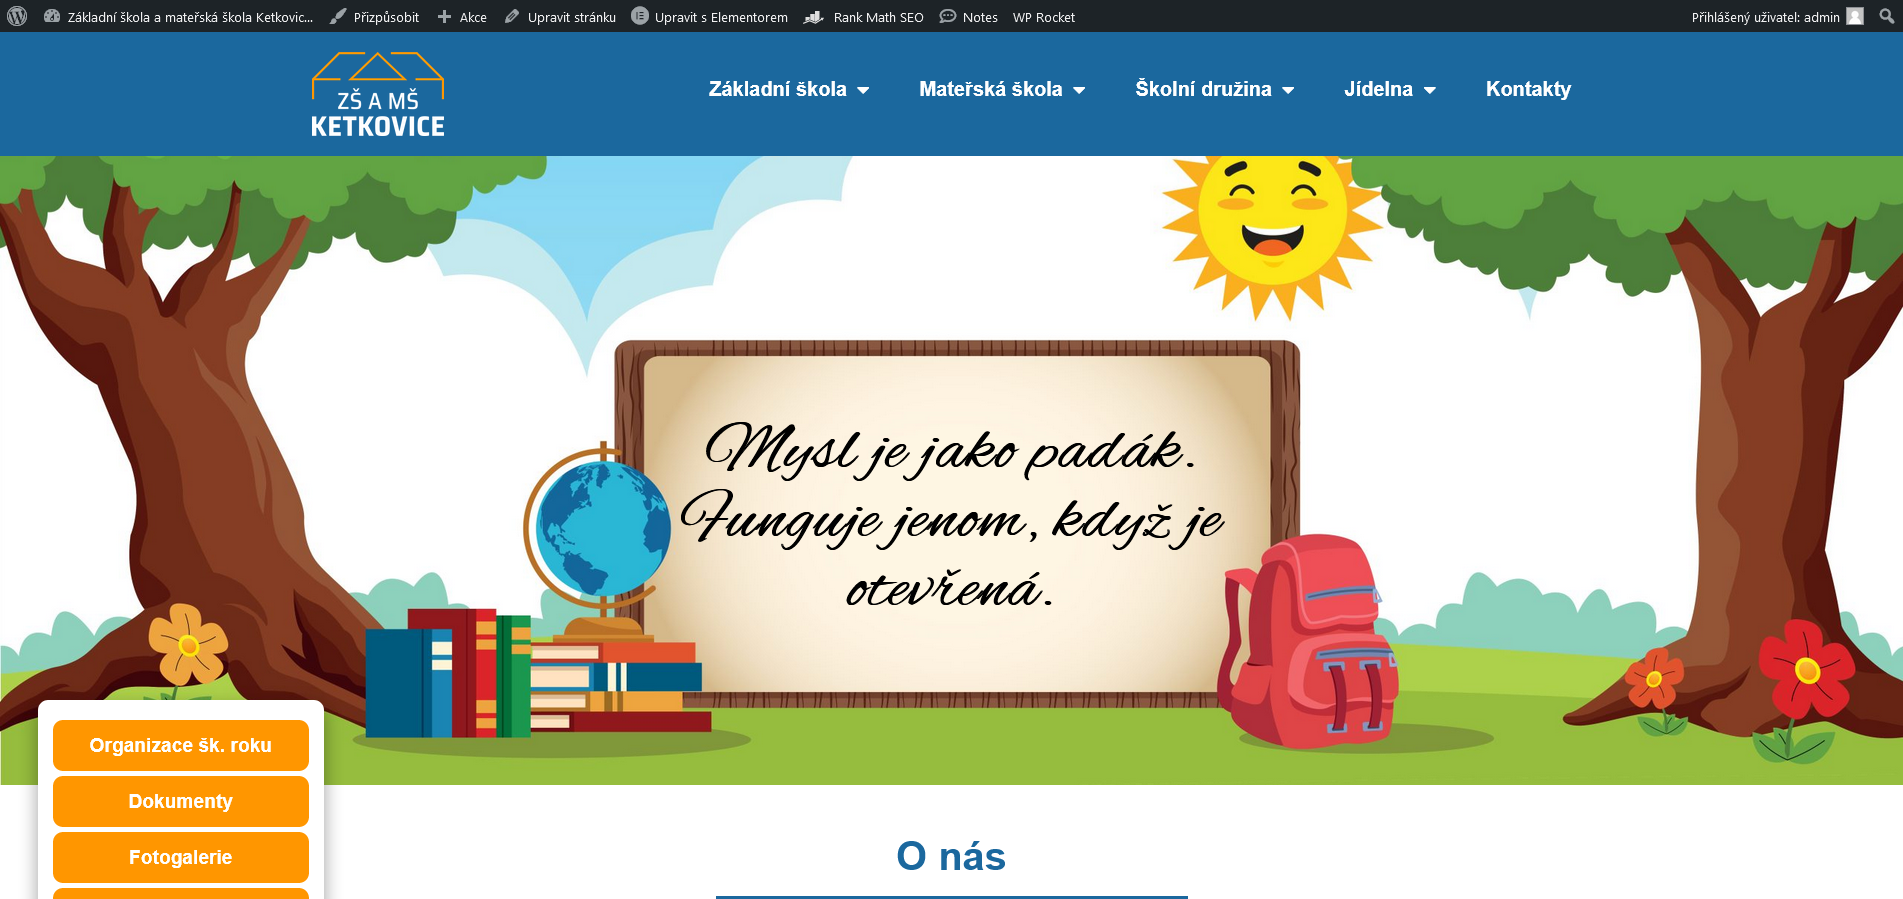 Základní škola a mateřská škola Ketkovic... Přizpůsobit Akce Upravit stránku Upravit s Elementorem Rank Math SEO Notes WP Rocket Přihlášený uživatel: admin
ZŠ A MŠ
KETKOVICE
Základní škola Mateřská škola Školní družina Jídelna Kontakty
Mysl je jako padák.
Funguje jenom, když je
otevřená.
Organizace šk. roku
Dokumenty
Fotogalerie
O nás